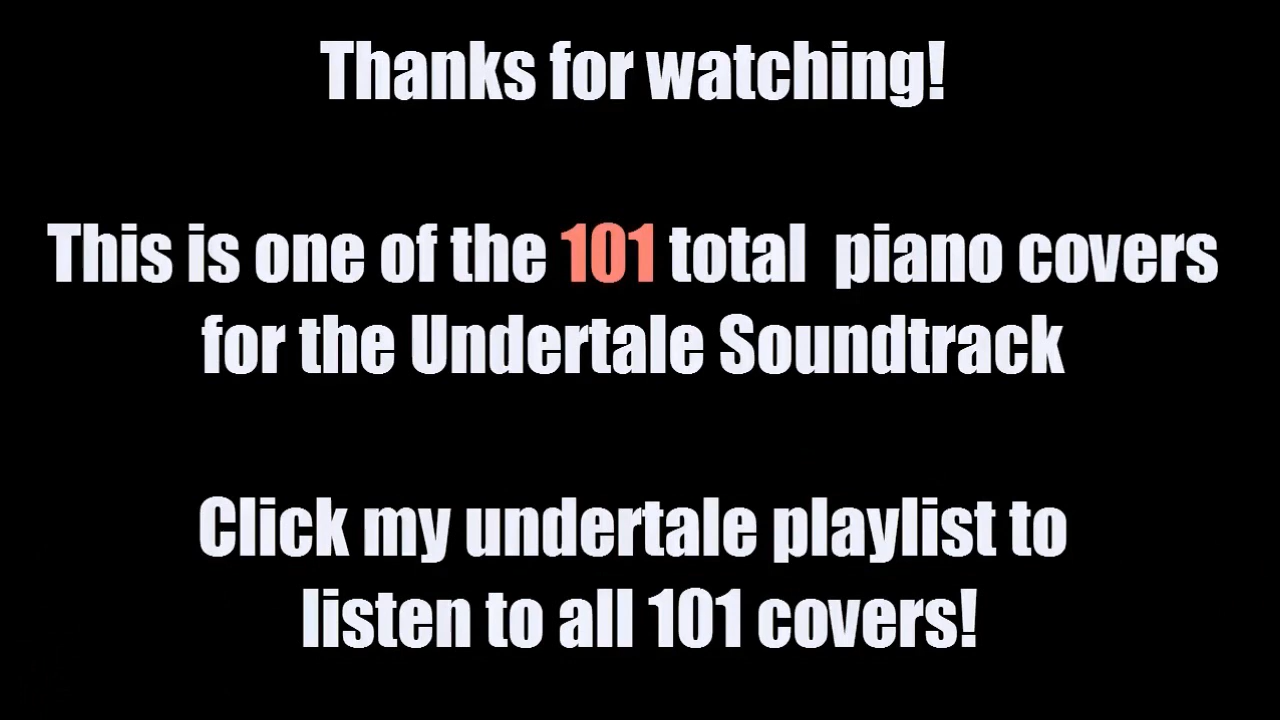 Thanks for watching!
This is one of the 101 total  piano covers
for the Undertale Soundtrack
Click my undertale playlist to
listen to all 101 covers!